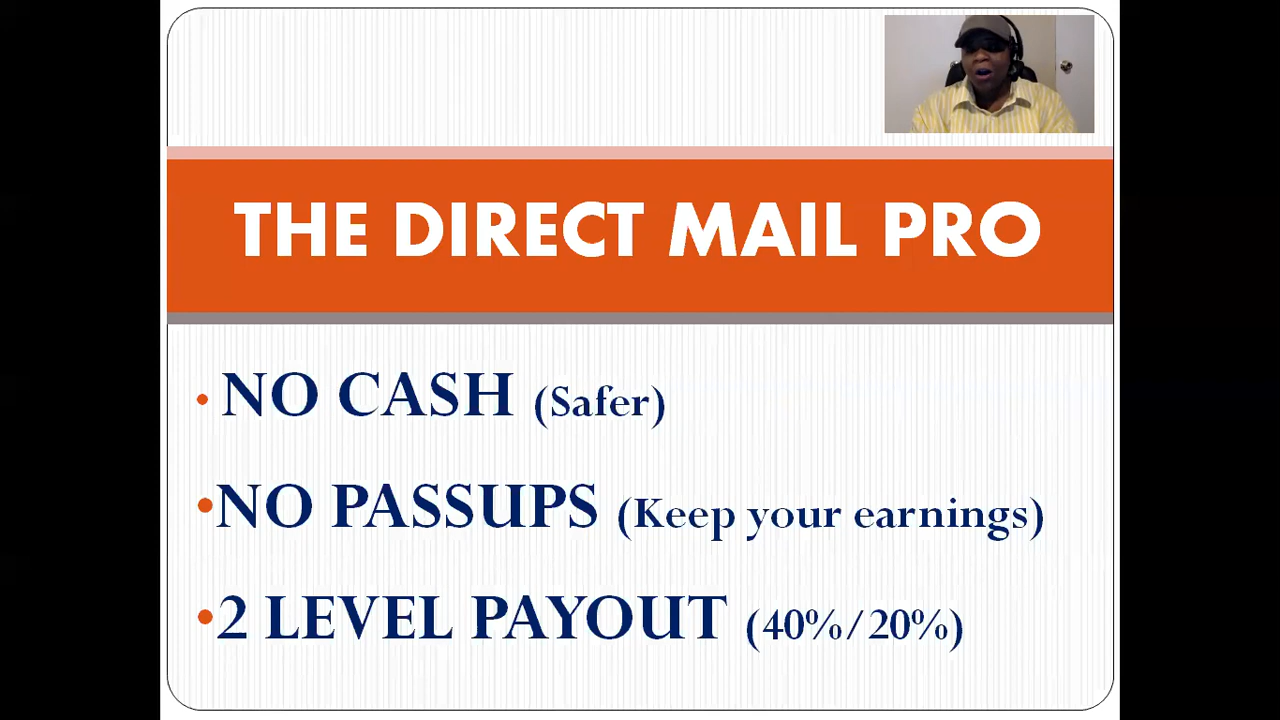 THE DIRECT MAIL PRO
• NO CASH (Safer)
•NO PASSUPS (Keep your earnings)
•2 LEVEL PAYOUT (40%/20%)